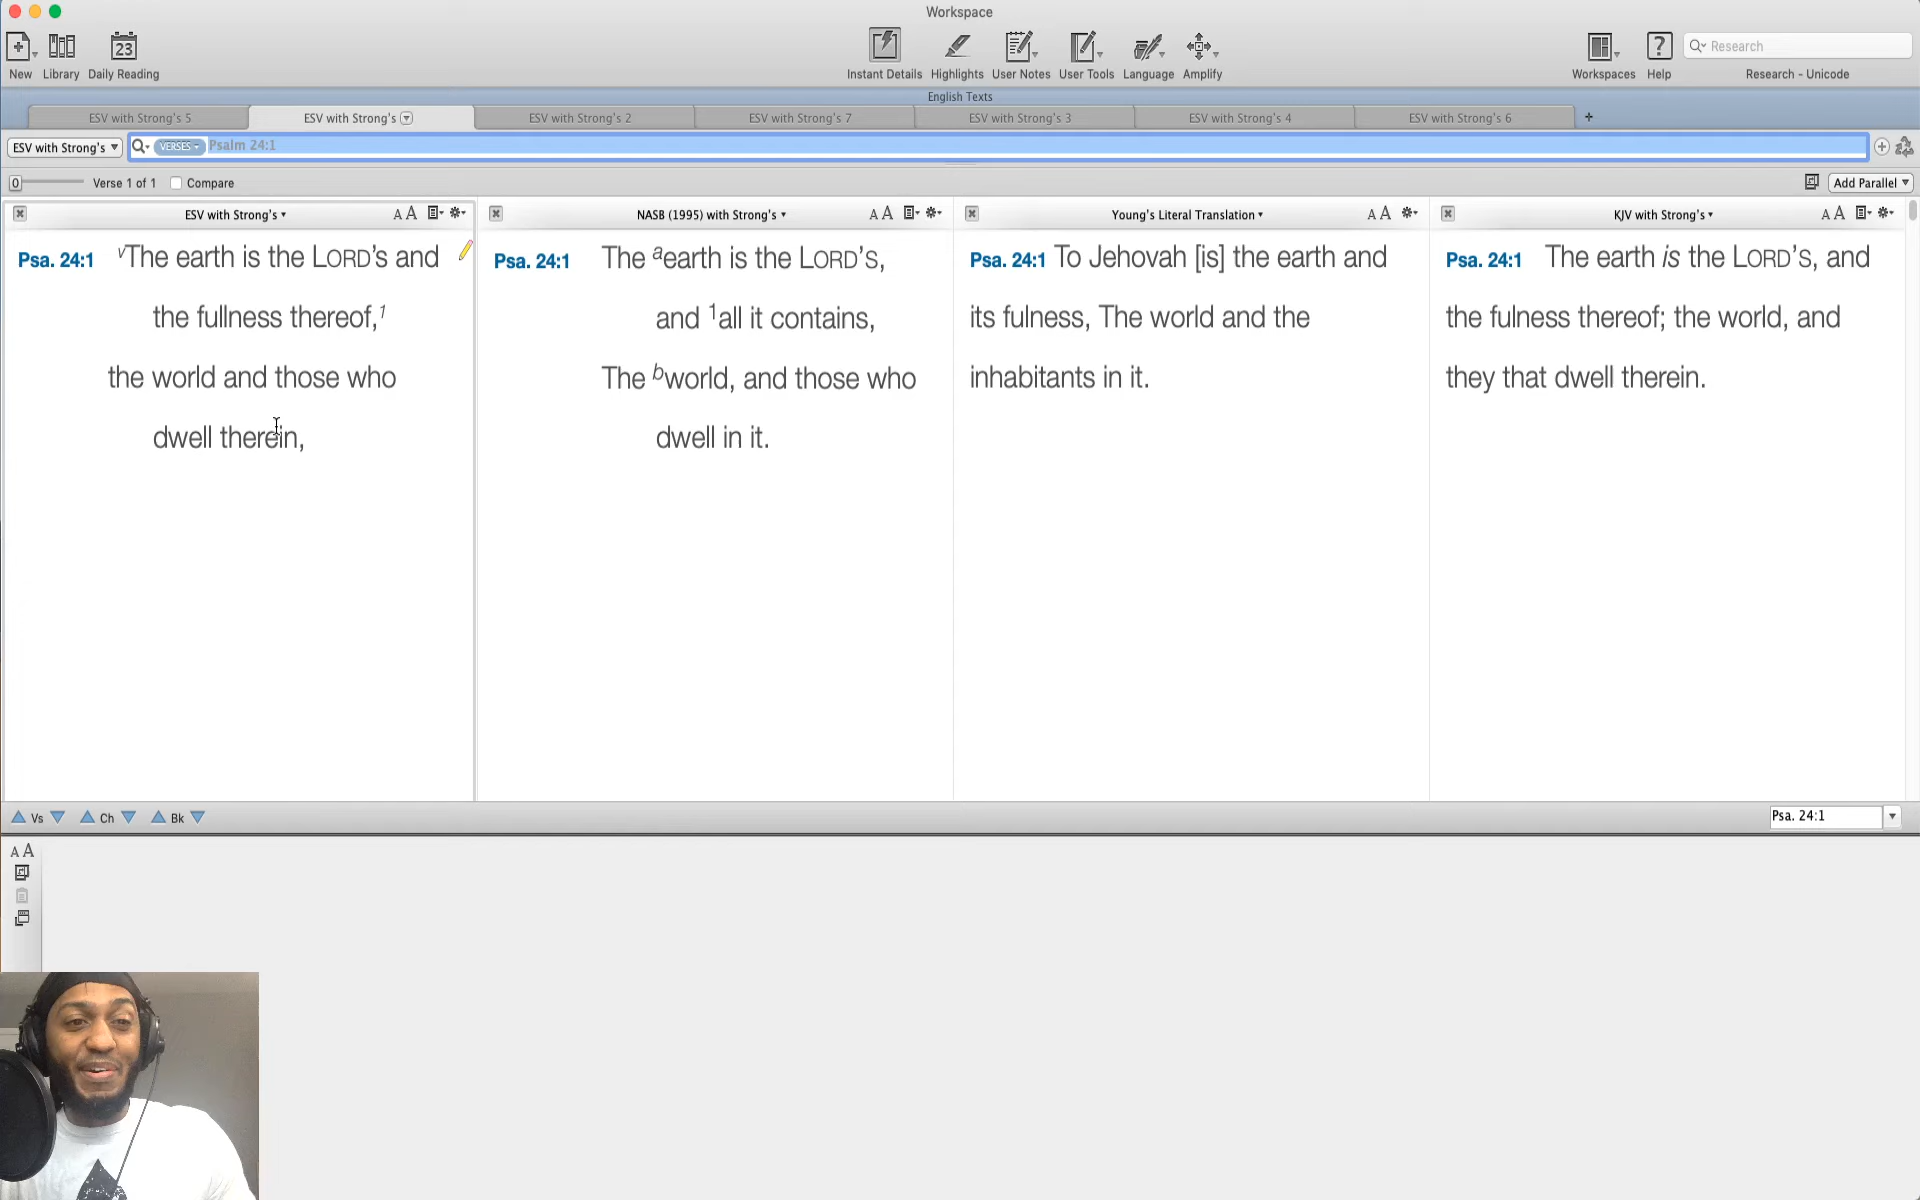 Workspace
New Library Daily Reading Instant Details Highlights User Notes User Tools Language Amplify Workspaces Help
23
?
Research
Research - Unicode
English Texts
ESV with Strong's 5 ESV with Strong's ESV with Strong's 2 ESV with Strong's 7 ESV with Strong's 3 ESV with Strong's 4 ESV with Strong's 6 +
ESV with Strong's VERSES Psalm 24:1
0 Verse 1 of 1 Compare Add Parallel
ESV with Strong's A A
Psa. 24:1 vThe earth is the LORD's and
the fullness thereof,1
the world and those who
dwell therein,
NASB (1995) with Strong's A A
Psa. 24:1 The aearth is the LORD'S,
and 1all it contains,
The bworld, and those who
dwell in it.
Young's Literal Translation A A
Psa. 24:1 To Jehovah [is] the earth and
its fulness, The world and the
inhabitants in it.
KJV with Strong's A A
Psa. 24:1 The earth is the LORD'S, and
the fulness thereof; the world, and
they that dwell therein.
Vs Ch Bk Psa. 24:1
A A